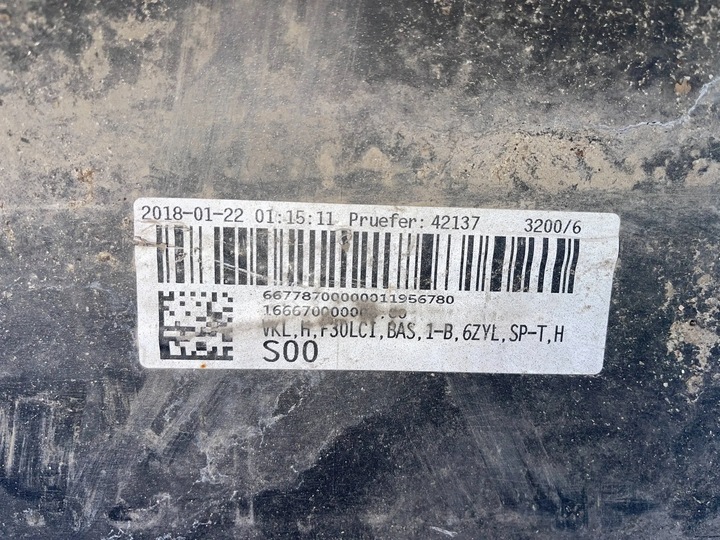 2018-01-22 01:15:11 Pruefer: 42137 3200/6
66778700000011956780
VKL,H,F30LCI,BAS,1-B,6ZYL,SP-T,H
S00